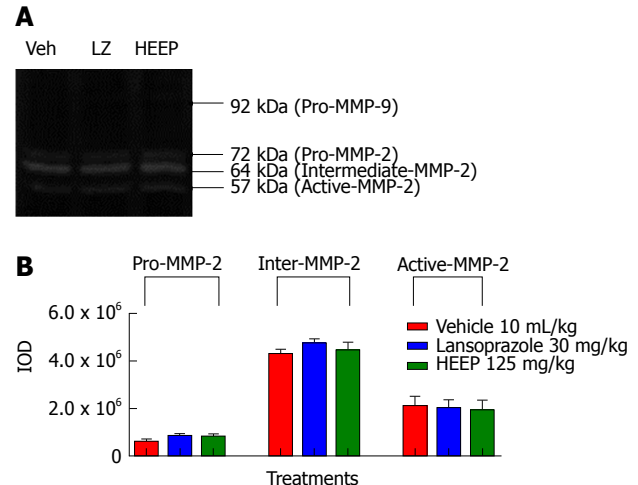 A
Veh LZ HEEP
92 kDa (Pro-MMP-9)
72 kDa (Pro-MMP-2)
64 kDa (Intermediate-MMP-2)
57 kDa (Active-MMP-2)
B
Pro-MMP-2 Inter-MMP-2 Active-MMP-2
6.0 x 10⁶
4.0 x 10⁶
2.0 x 10⁶
0
IOD
Vehicle 10 mL/kg
Lansoprazole 30 mg/kg
HEEP 125 mg/kg
Treatments